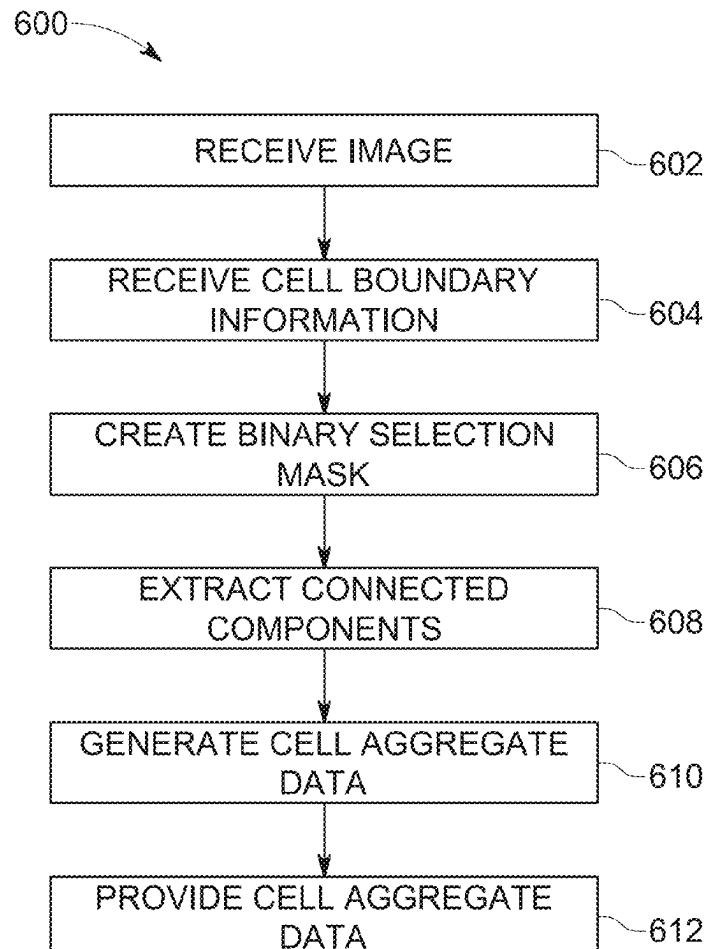 600
RECEIVE IMAGE
602
RECEIVE CELL BOUNDARY
INFORMATION
604
CREATE BINARY SELECTION
MASK
606
EXTRACT CONNECTED
COMPONENTS
608
GENERATE CELL AGGREGATE
DATA
610
PROVIDE CELL AGGREGATE
DATA
612